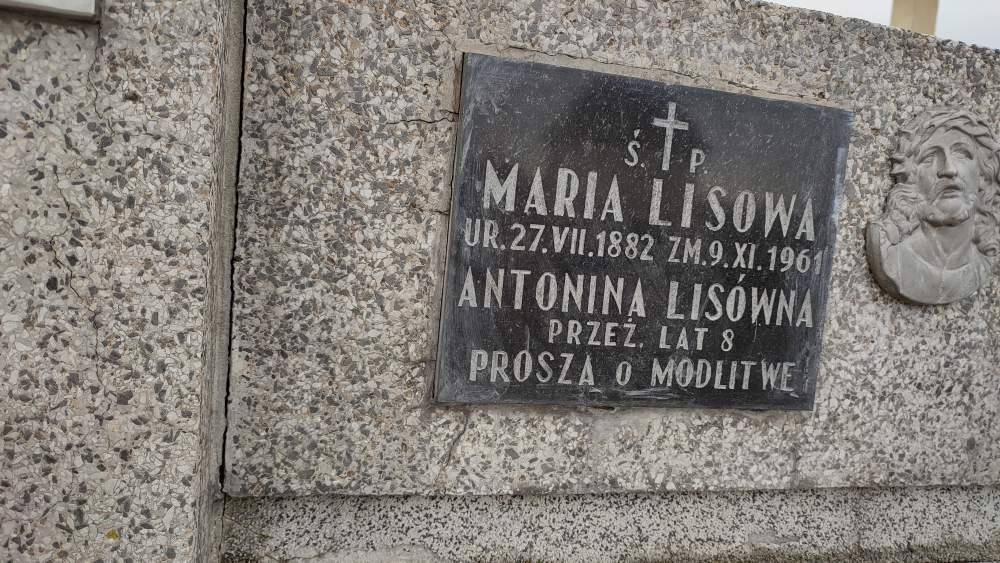 Ś. P.
MARIA LISOWA
UR. 27. VII. 1882 ZM. 9. XI. 1961
ANTONINA LISÓWNA
PRZEŻ. LAT 8
PROSZĄ O MODLITWĘ